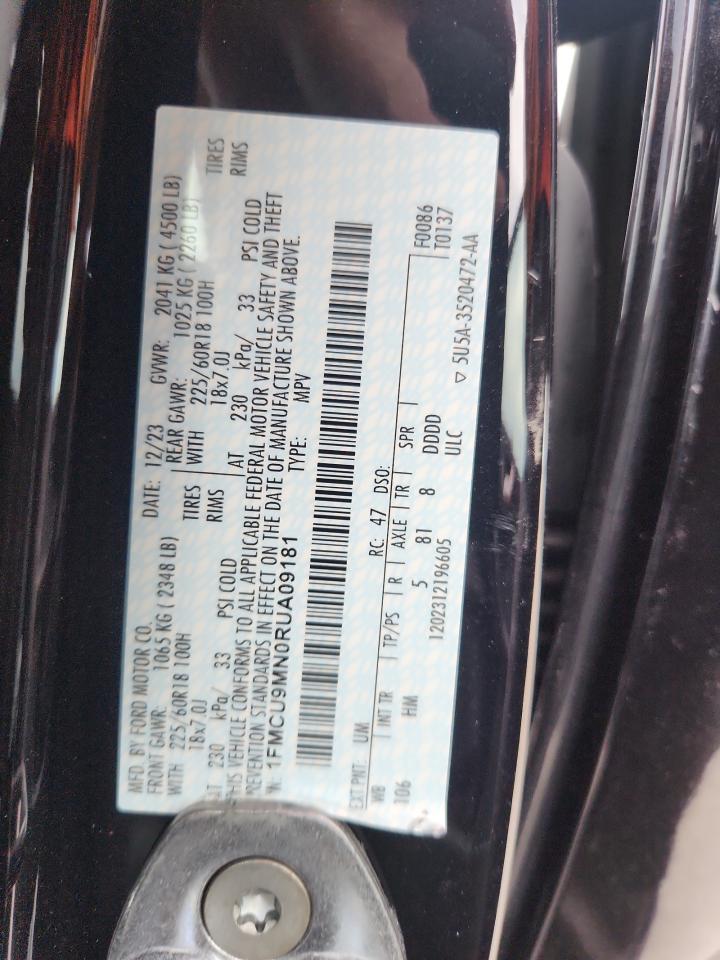 MFD. BY FORD MOTOR CO. DATE: 12/23 GVWR: 2041 KG ( 4500 LB)
FRONT GAWR: 1065 KG ( 2348 LB) REAR GAWR: 1025 KG ( 2260 LB)
WITH 225/60R18 100H TIRES WITH 225/60R18 100H TIRES
18x7.0J RIMS 18x7.0J RIMS
AT 230 kPa/ 33 PSI COLD AT 230 kPa/ 33 PSI COLD
THIS VEHICLE CONFORMS TO ALL APPLICABLE FEDERAL MOTOR VEHICLE SAFETY AND THEFT
PREVENTION STANDARDS IN EFFECT ON THE DATE OF MANUFACTURE SHOWN ABOVE.
1FMCU9MN0RUA09181 TYPE: MPV
EXT PNT: UM RC: 47 DSO: F0086
WB INT TR TP/PS R AXLE TR SPR T0137
106 HM 5 81 8 DDDD
1202312196605 ULC ▽ 5U5A-3520472-AA